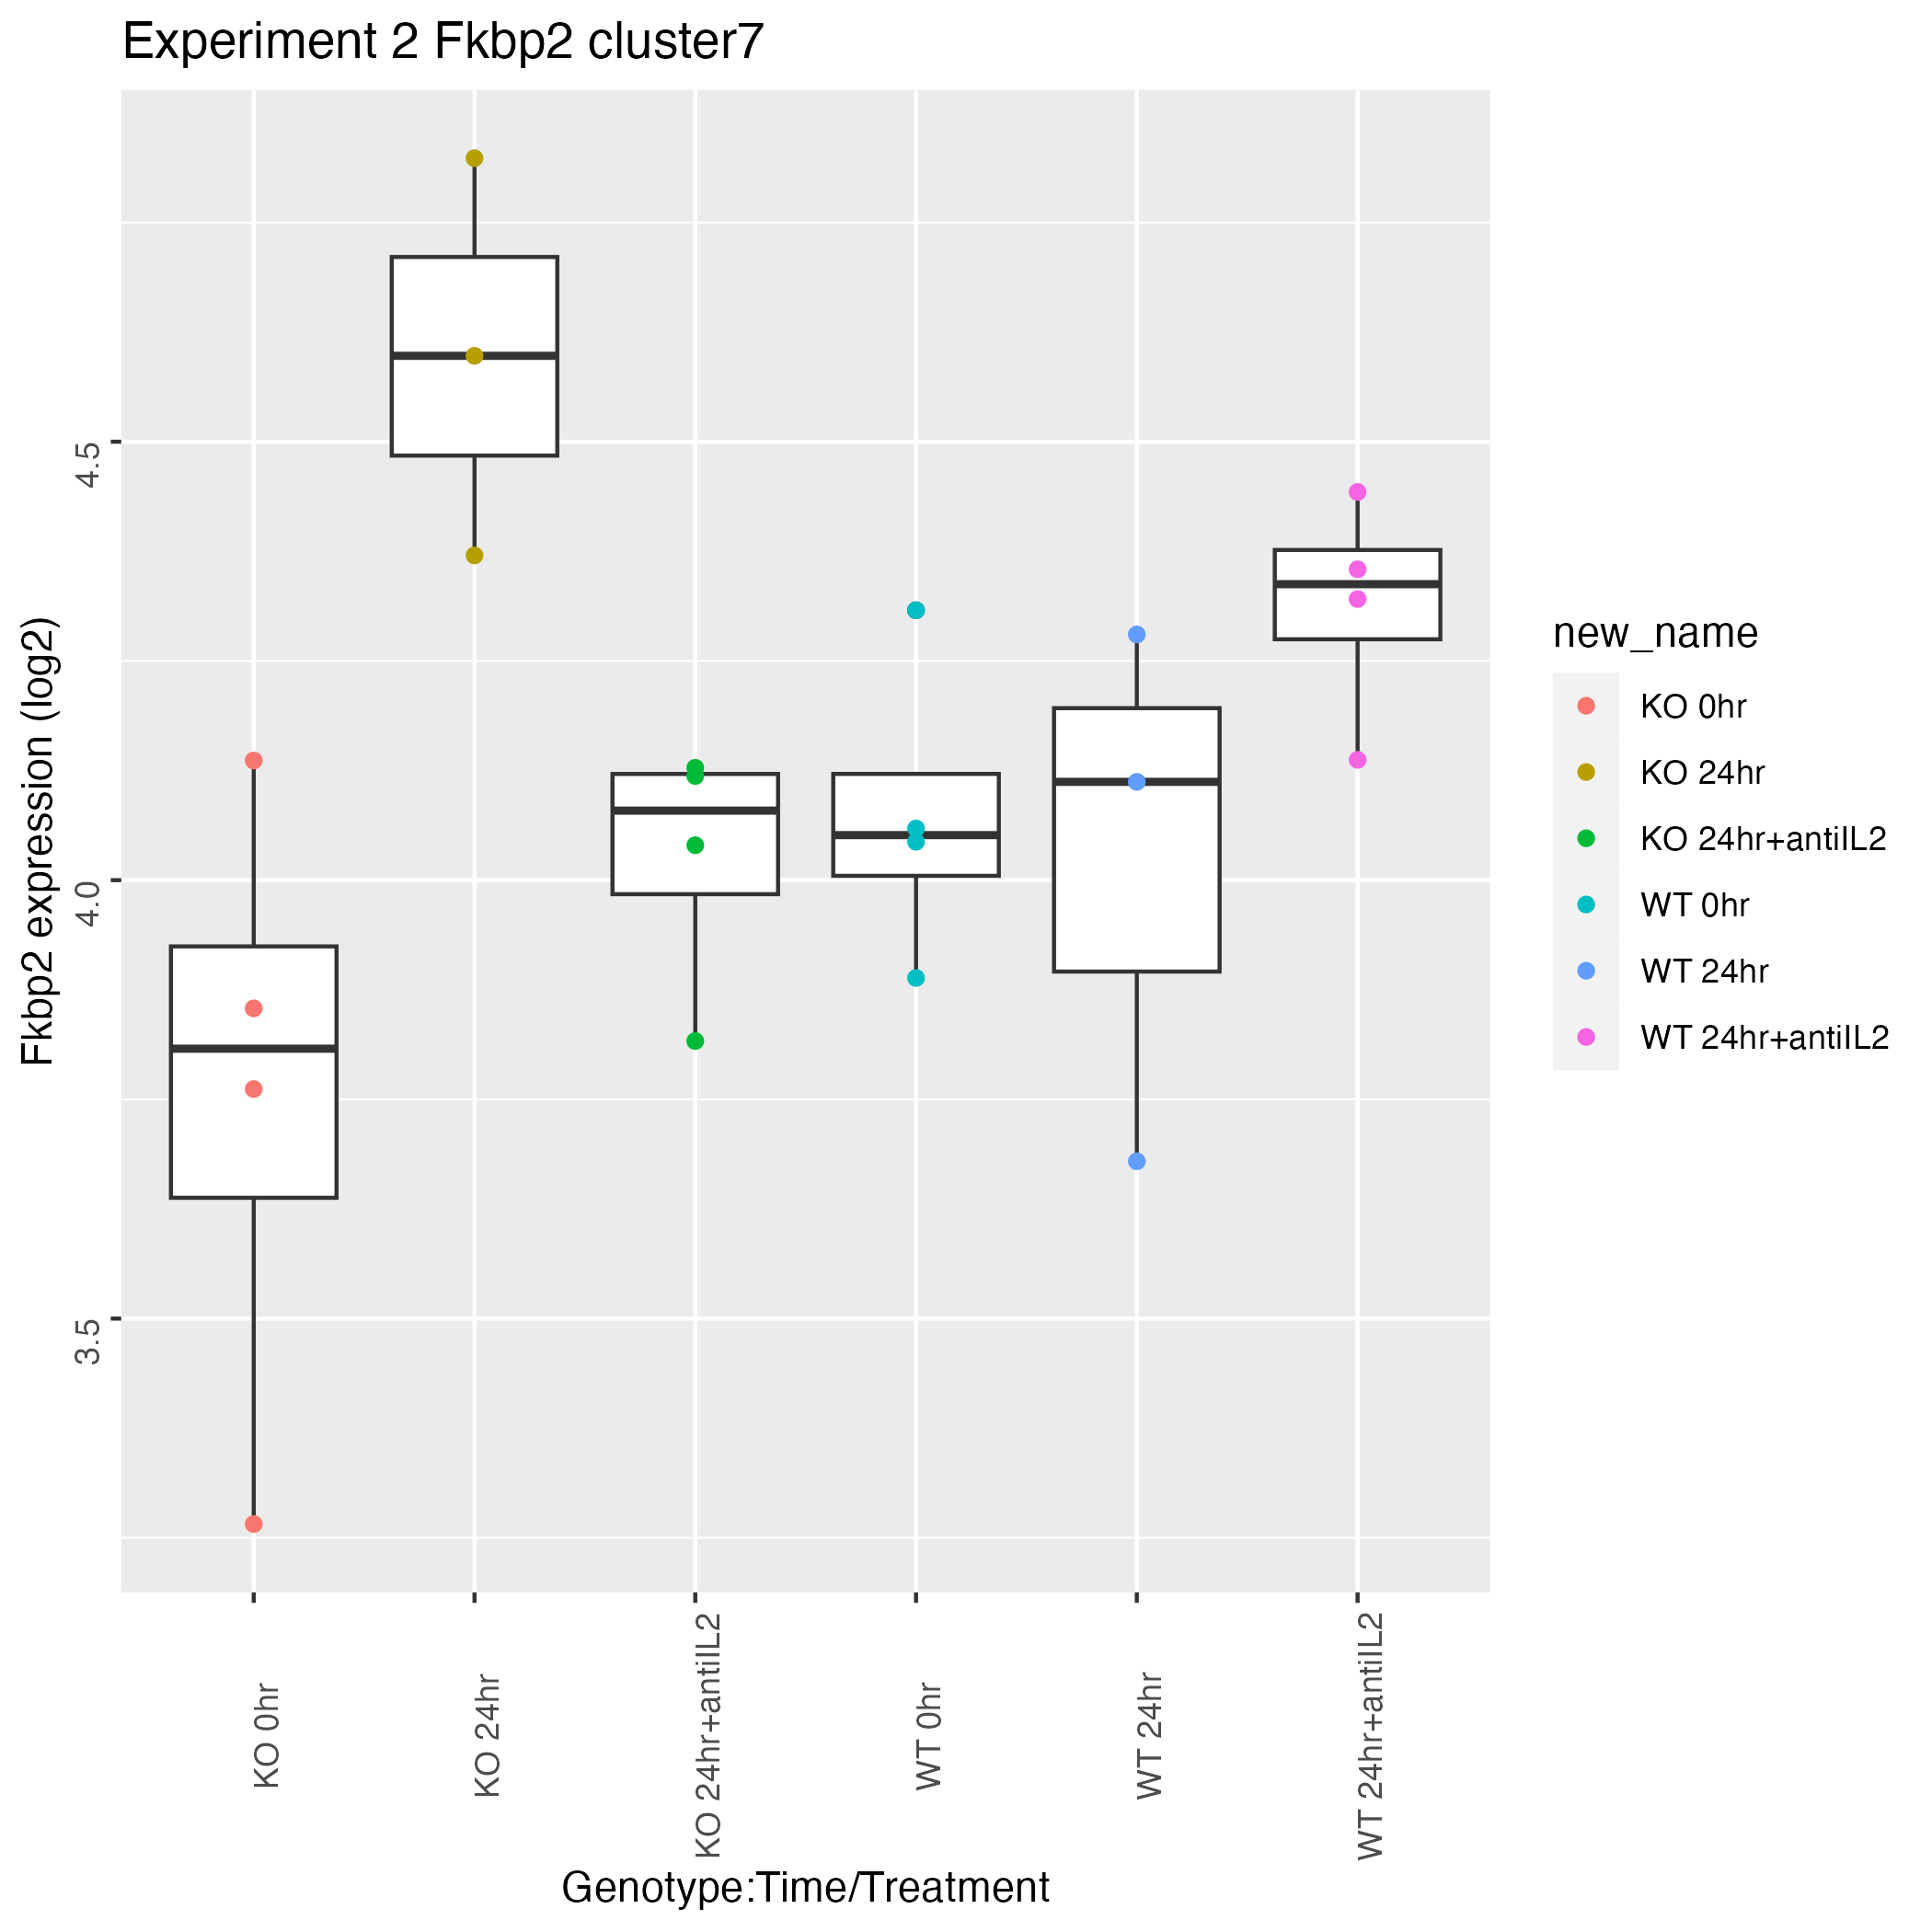 Experiment 2 Fkbp2 cluster7
Fkbp2 expression (log2)
4.5
4.0
3.5
KO 0hr
KO 24hr
KO 24hr+antiIL2
WT 0hr
WT 24hr
WT 24hr+antiIL2
Genotype:Time/Treatment
new_name
KO 0hr
KO 24hr
KO 24hr+antiIL2
WT 0hr
WT 24hr
WT 24hr+antiIL2